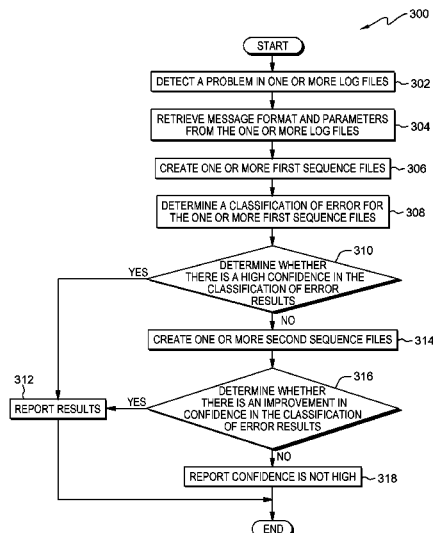 300
START
DETECT A PROBLEM IN ONE OR MORE LOG FILES
302
RETRIEVE MESSAGE FORMAT AND PARAMETERS
FROM THE ONE OR MORE LOG FILES
304
CREATE ONE OR MORE FIRST SEQUENCE FILES
306
DETERMINE A CLASSIFICATION OF ERROR FOR
THE ONE OR MORE FIRST SEQUENCE FILES
308
310
YES
DETERMINE WHETHER
THERE IS A HIGH CONFIDENCE IN THE
CLASSIFICATION OF ERROR
RESULTS
NO
CREATE ONE OR MORE SECOND SEQUENCE FILES
314
316
312
REPORT RESULTS
YES
DETERMINE WHETHER
THERE IS AN IMPROVEMENT IN
CONFIDENCE IN THE CLASSIFICATION
OF ERROR RESULTS
NO
REPORT CONFIDENCE IS NOT HIGH
318
END